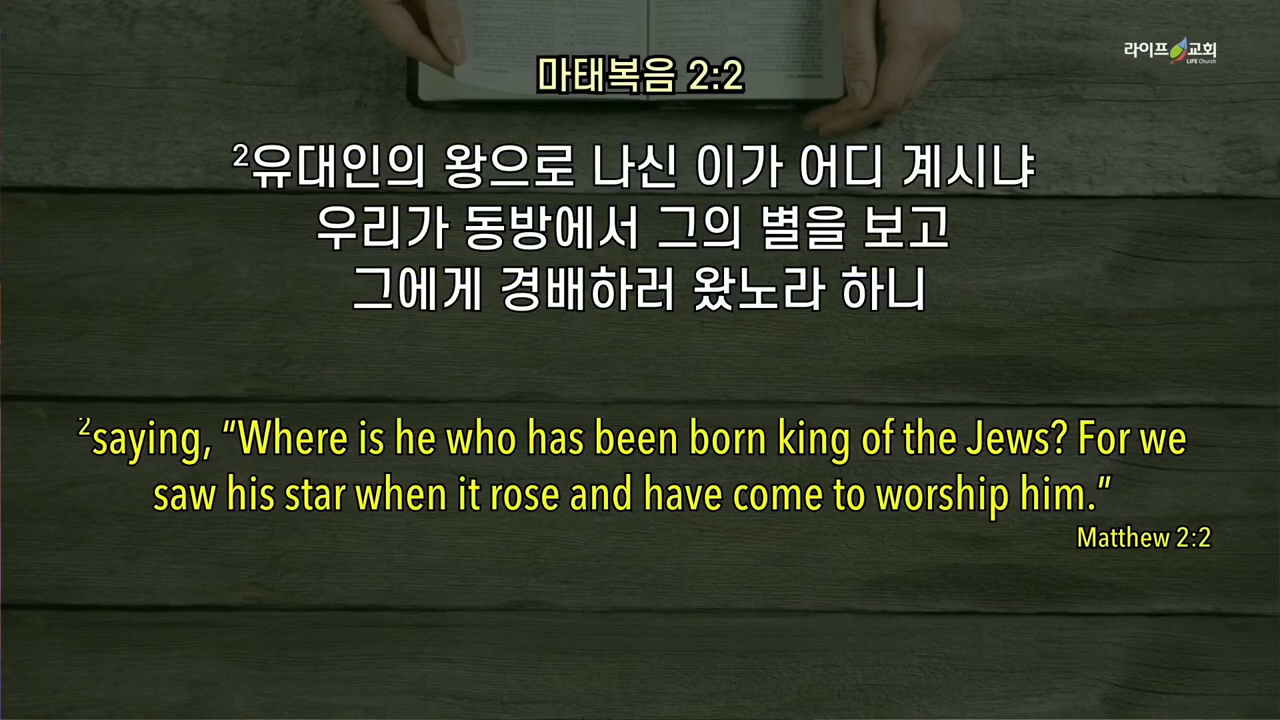 라이프교회
LIFE Church
마태복음 2:2
²유대인의 왕으로 나신 이가 어디 계시냐
우리가 동방에서 그의 별을 보고
그에게 경배하러 왔노라 하니
²saying, “Where is he who has been born king of the Jews? For we
saw his star when it rose and have come to worship him.”
Matthew 2:2